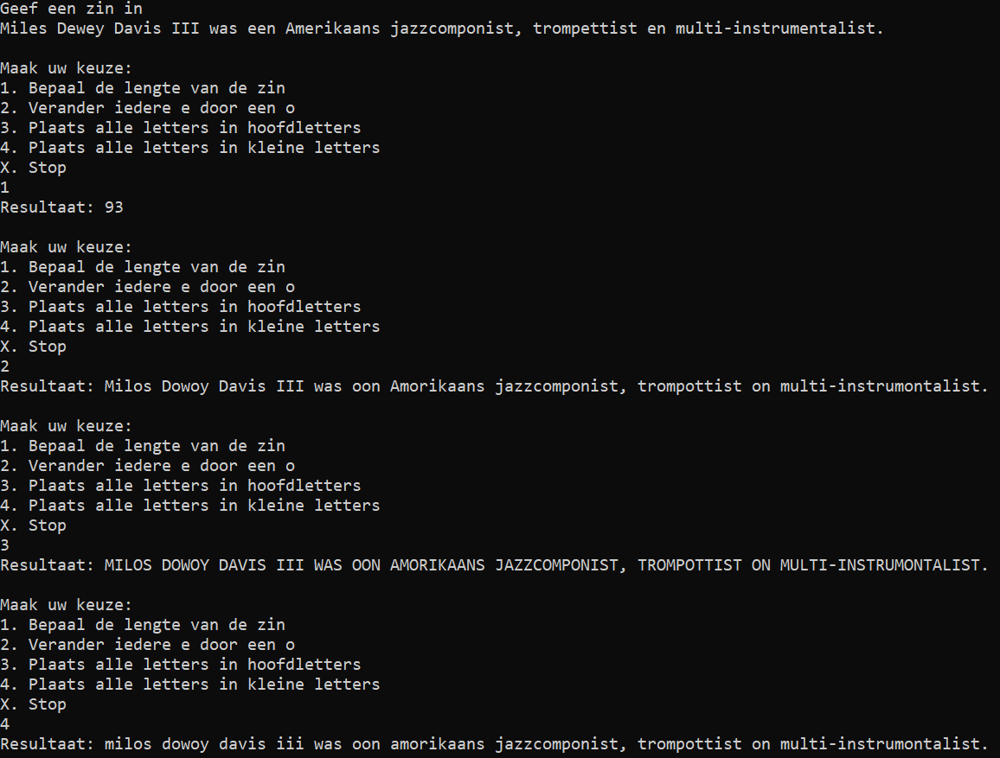 Geef een zin in
Miles Dewey Davis III was een Amerikaans jazzcomponist, trompettist en multi-instrumentalist.
Maak uw keuze:
1. Bepaal de lengte van de zin
2. Verander iedere e door een o
3. Plaats alle letters in hoofdletters
4. Plaats alle letters in kleine letters
X. Stop
1
Resultaat: 93
Maak uw keuze:
1. Bepaal de lengte van de zin
2. Verander iedere e door een o
3. Plaats alle letters in hoofdletters
4. Plaats alle letters in kleine letters
X. Stop
2
Resultaat: Milos Dowoy Davis III was oon Amorikaans jazzcomponist, trompottist on multi-instrumontalist.
Maak uw keuze:
1. Bepaal de lengte van de zin
2. Verander iedere e door een o
3. Plaats alle letters in hoofdletters
4. Plaats alle letters in kleine letters
X. Stop
3
Resultaat: MILOS DOWOY DAVIS III WAS OON AMORIKAANS JAZZCOMPONIST, TROMPOTTIST ON MULTI-INSTRUMONTALIST.
Maak uw keuze:
1. Bepaal de lengte van de zin
2. Verander iedere e door een o
3. Plaats alle letters in hoofdletters
4. Plaats alle letters in kleine letters
X. Stop
4
Resultaat: milos dowoy davis iii was oon amorikaans jazzcomponist, trompottist on multi-instrumontalist.